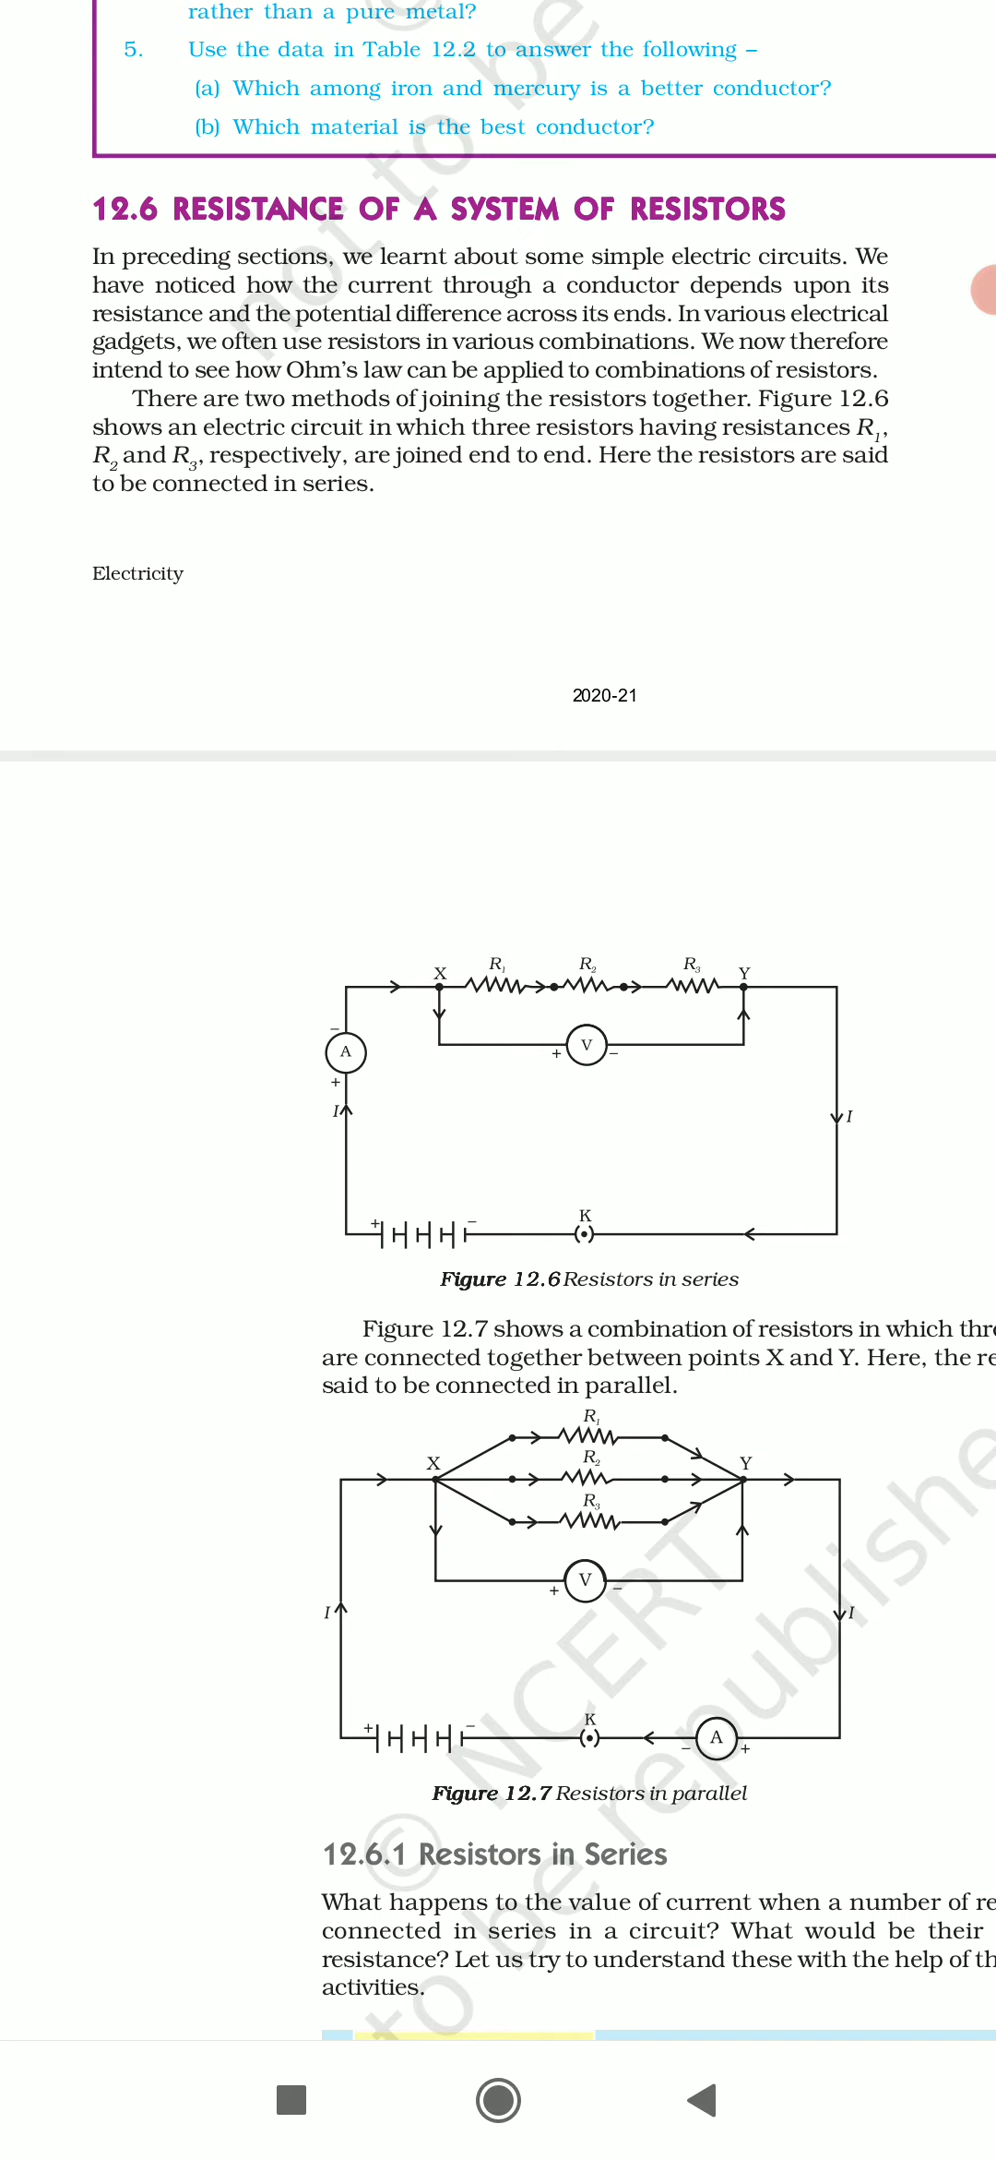 rather than a pure metal?
5. Use the data in Table 12.2 to answer the following –
(a) Which among iron and mercury is a better conductor?
(b) Which material is the best conductor?
12.6 RESISTANCE OF A SYSTEM OF RESISTORS
In preceding sections, we learnt about some simple electric circuits. We
have noticed how the current through a conductor depends upon its
resistance and the potential difference across its ends. In various electrical
gadgets, we often use resistors in various combinations. We now therefore
intend to see how Ohm's law can be applied to combinations of resistors.
There are two methods of joining the resistors together. Figure 12.6
shows an electric circuit in which three resistors having resistances R₁,
R₂ and R₃, respectively, are joined end to end. Here the resistors are said
to be connected in series.
Electricity
2020-21
X R₁ R₂ R₃ Y
−
A
+ V −
+
I
I
K
+ −
Figure 12.6 Resistors in series
Figure 12.7 shows a combination of resistors in which thre
are connected together between points X and Y. Here, the re
said to be connected in parallel.
R₁
X R₂ Y
R₃
+ V −
I I
K
+ − − A +
Figure 12.7 Resistors in parallel
12.6.1 Resistors in Series
What happens to the value of current when a number of re
connected in series in a circuit? What would be their
resistance? Let us try to understand these with the help of th
activities.
not to be
© NCERT
to be republishe